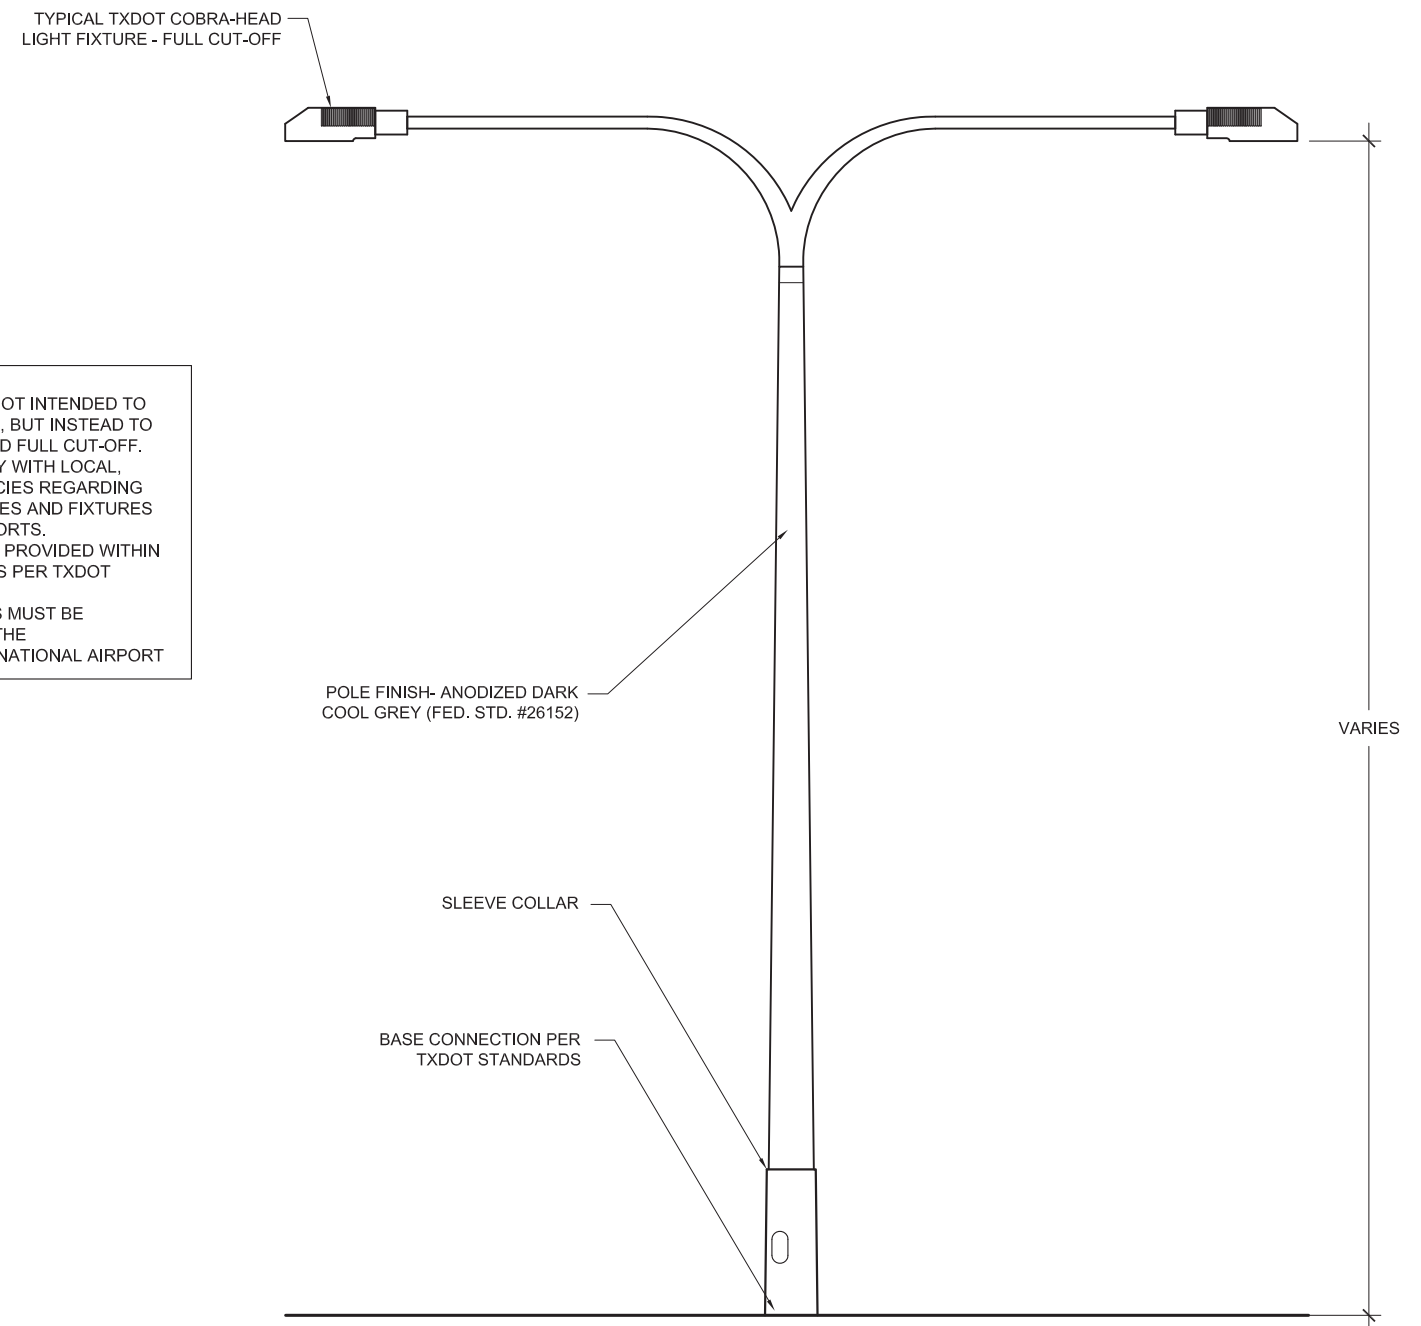 TYPICAL TXDOT COBRA-HEAD
LIGHT FIXTURE - FULL CUT-OFF
OT INTENDED TO
, BUT INSTEAD TO
D FULL CUT-OFF.
Y WITH LOCAL,
CIES REGARDING
ES AND FIXTURES
ORTS.
PROVIDED WITHIN
S PER TXDOT
S MUST BE
THE
NATIONAL AIRPORT
POLE FINISH- ANODIZED DARK
COOL GREY (FED. STD. #26152)
VARIES
SLEEVE COLLAR
BASE CONNECTION PER
TXDOT STANDARDS